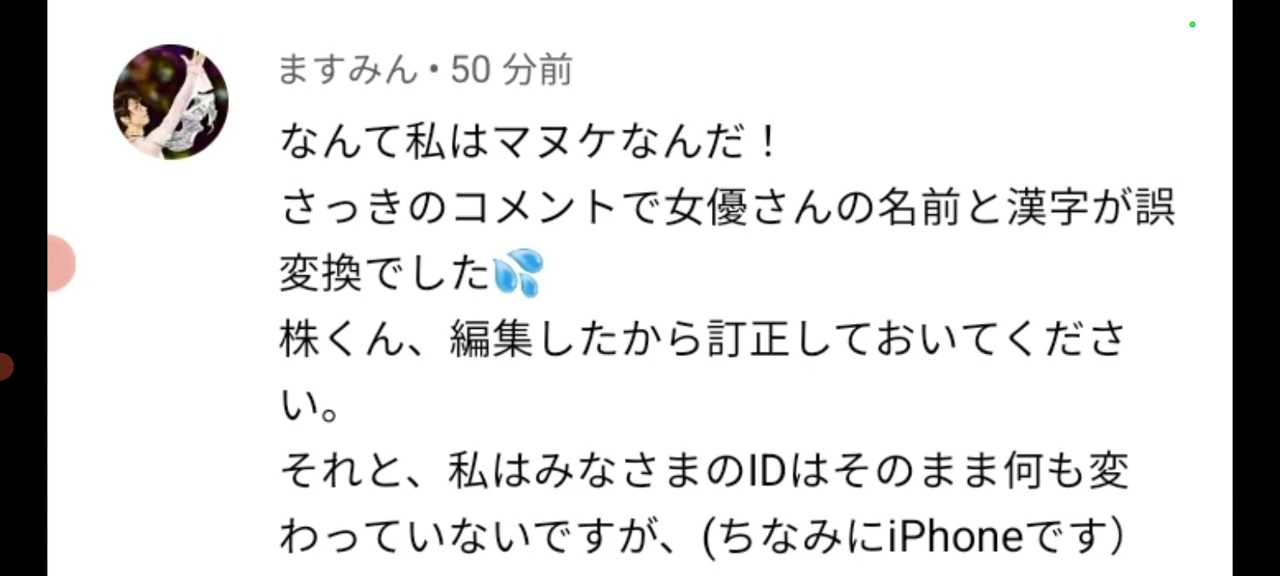 ますみん・50 分前
なんて私はマヌケなんだ！
さっきのコメントで女優さんの名前と漢字が誤
変換でした💦
株くん、編集したから訂正しておいてくださ
い。
それと、私はみなさまのIDはそのまま何も変
わっていないですが、(ちなみにiPhoneです）